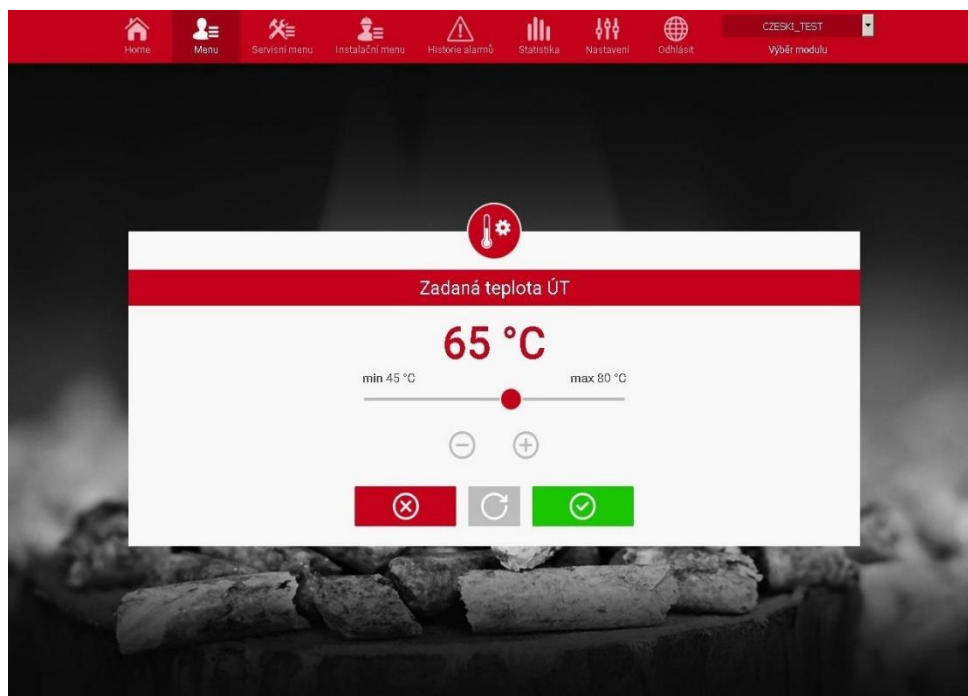 Home
Menu
Servisní menu
Instalační menu
Historie alarmů
Statistika
Nastavení
Odhlásit
CZESKI_TEST
Výběr modulu
Zadaná teplota ÚT
65 °C
min 45 °C
max 80 °C